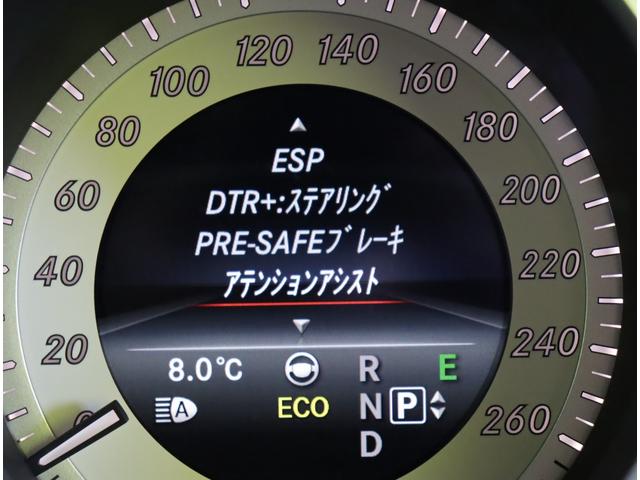 120 140
100 160
80 180
60 200
40 220
20 240
0 260
ESP
DTR+:ｽﾃｱﾘﾝｸﾞ
PRE-SAFEﾌﾞﾚｰｷ
ｱﾃﾝｼｮﾝｱｼｽﾄ
8.0°C R E
A ECO N P
D